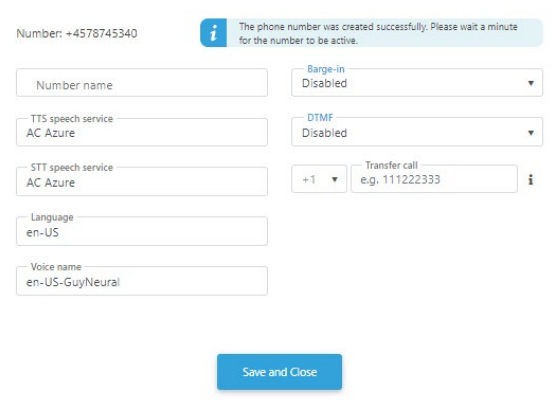 Number: +4578745340
i
The phone number was created successfully. Please wait a minute
for the number to be active.
Number name
Barge-in
Disabled
TTS speech service
AC Azure
DTMF
Disabled
STT speech service
AC Azure
+1
Transfer call
e.g. 111222333
i
Language
en-US
Voice name
en-US-GuyNeural
Save and Close